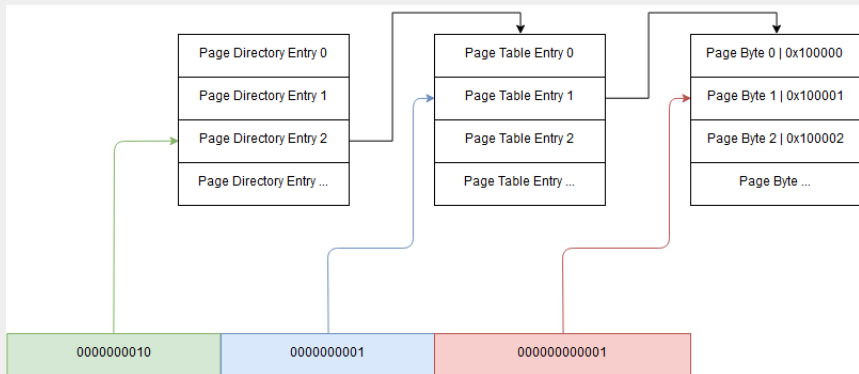 Page Directory Entry 0
Page Directory Entry 1
Page Directory Entry 2
Page Directory Entry ...
Page Table Entry 0
Page Table Entry 1
Page Table Entry 2
Page Table Entry ...
Page Byte 0 | 0x100000
Page Byte 1 | 0x100001
Page Byte 2 | 0x100002
Page Byte ...
0000000010
0000000001
000000000001